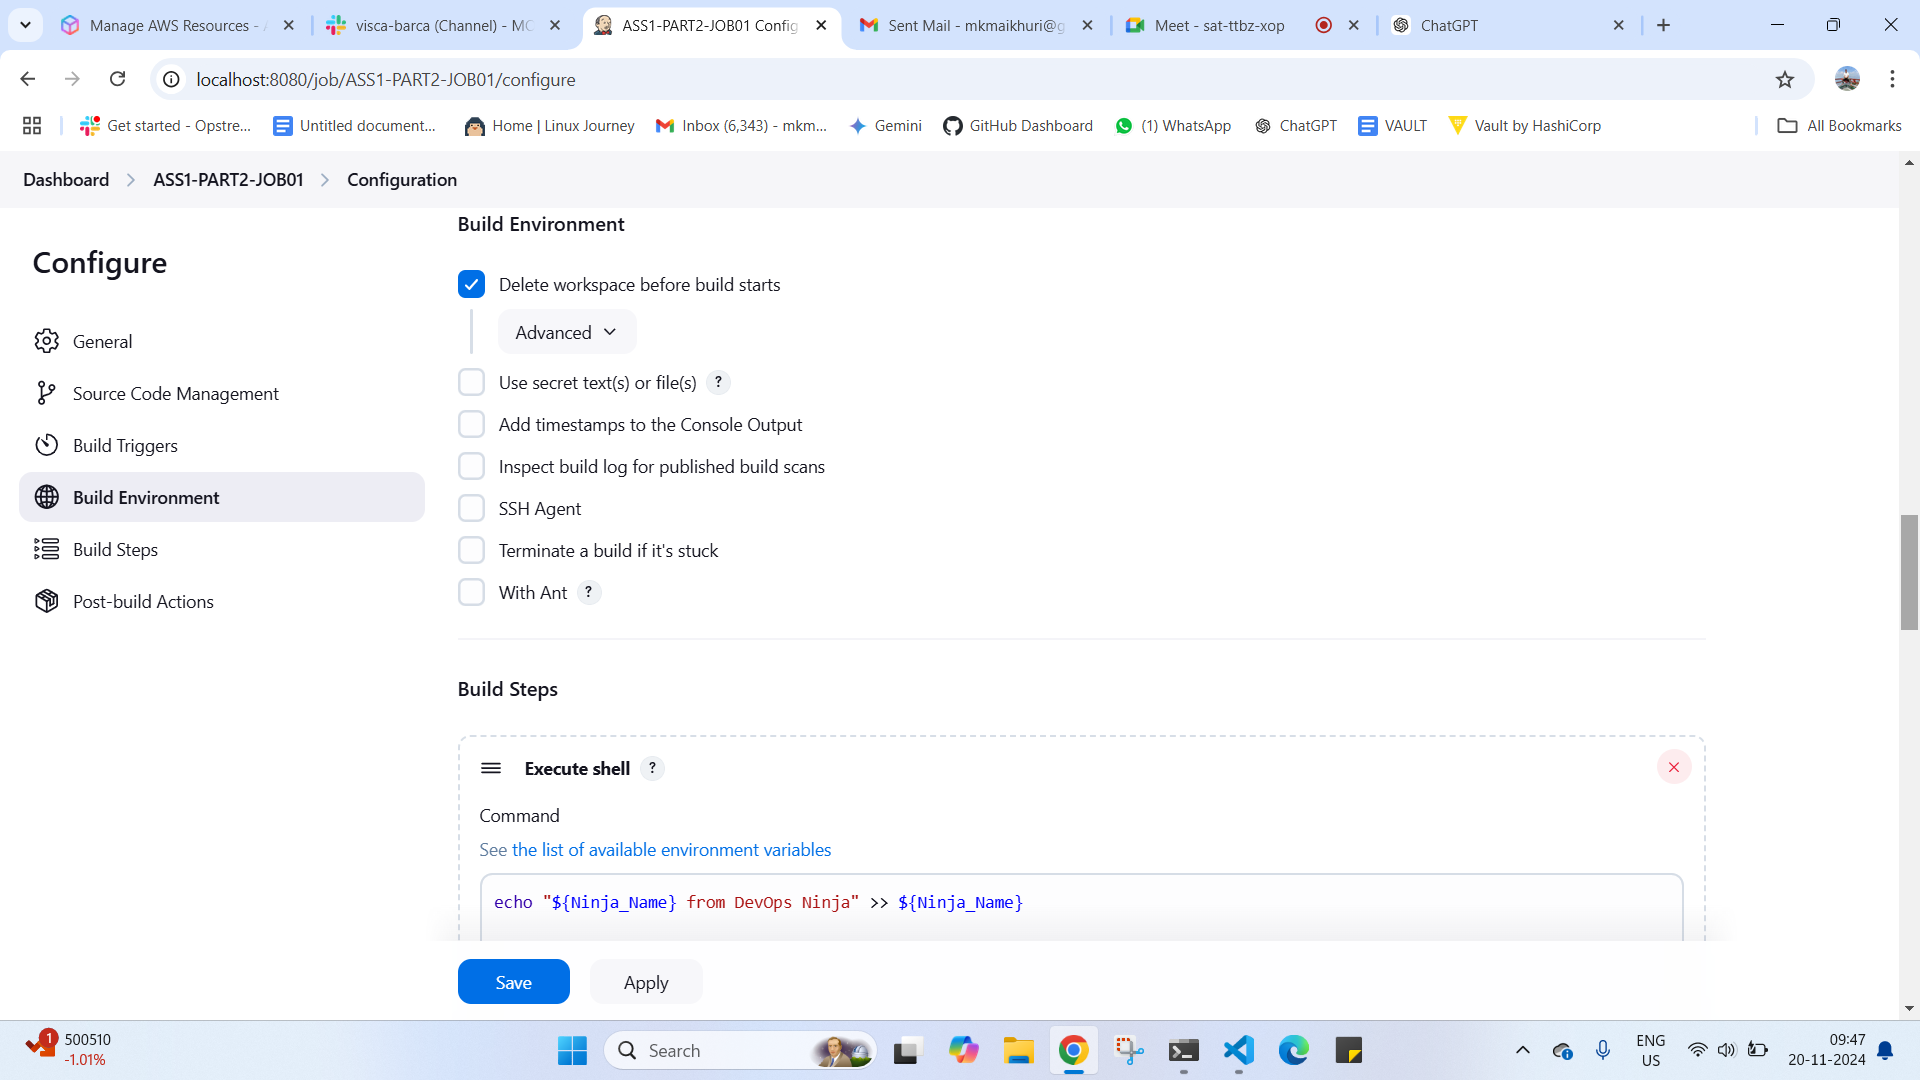 Manage AWS Resources - A
visca-barca (Channel) - MC
ASS1-PART2-JOB01 Config
Sent Mail - mkmaikhuri@g
Meet - sat-ttbz-xop
ChatGPT
localhost:8080/job/ASS1-PART2-JOB01/configure
Get started - Opstre...
Untitled document...
Home | Linux Journey
Inbox (6,343) - mkm...
Gemini
GitHub Dashboard
(1) WhatsApp
ChatGPT
VAULT
Vault by HashiCorp
All Bookmarks
Dashboard
ASS1-PART2-JOB01
Configuration
Configure
General
Source Code Management
Build Triggers
Build Environment
Build Steps
Post-build Actions
Build Environment
Delete workspace before build starts
Advanced
Use secret text(s) or file(s) ?
Add timestamps to the Console Output
Inspect build log for published build scans
SSH Agent
Terminate a build if it's stuck
With Ant ?
Build Steps
Execute shell ?
Command
See the list of available environment variables
echo "${Ninja_Name} from DevOps Ninja" >> ${Ninja_Name}
Save
Apply
1
500510
-1.01%
Search
ENG
US
09:47
20-11-2024